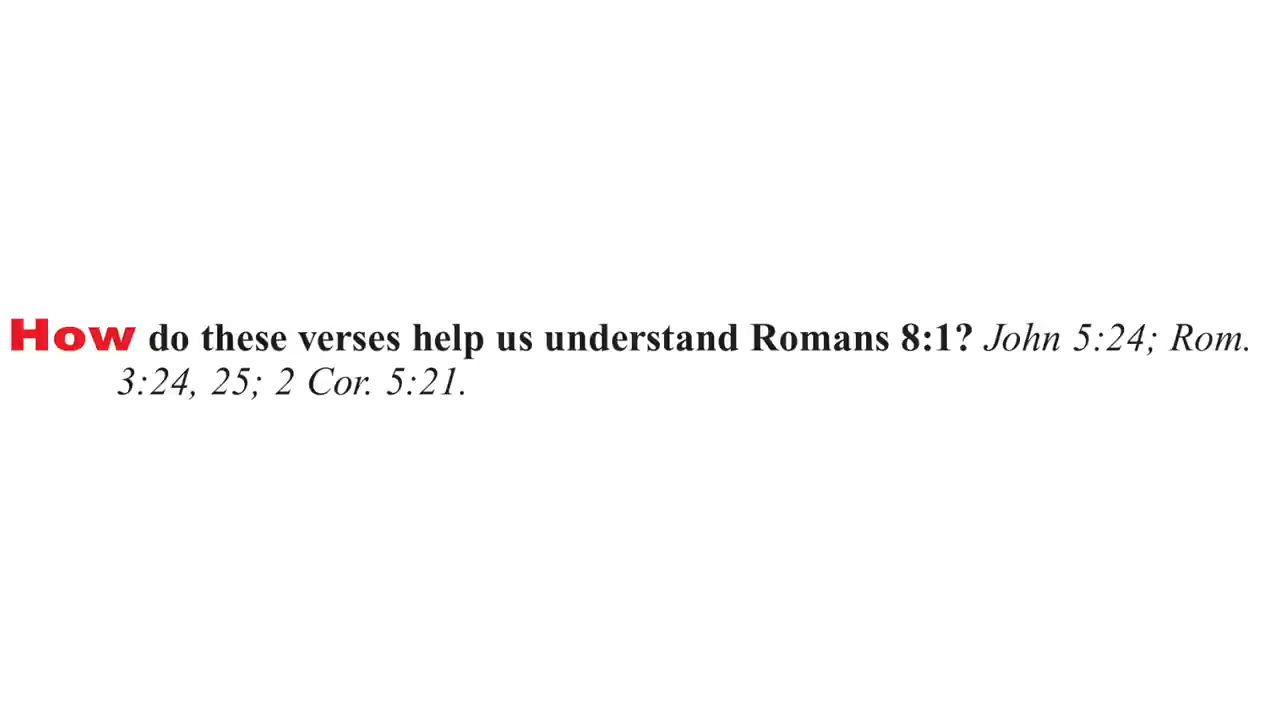 How do these verses help us understand Romans 8:1? John 5:24; Rom.
3:24, 25; 2 Cor. 5:21.